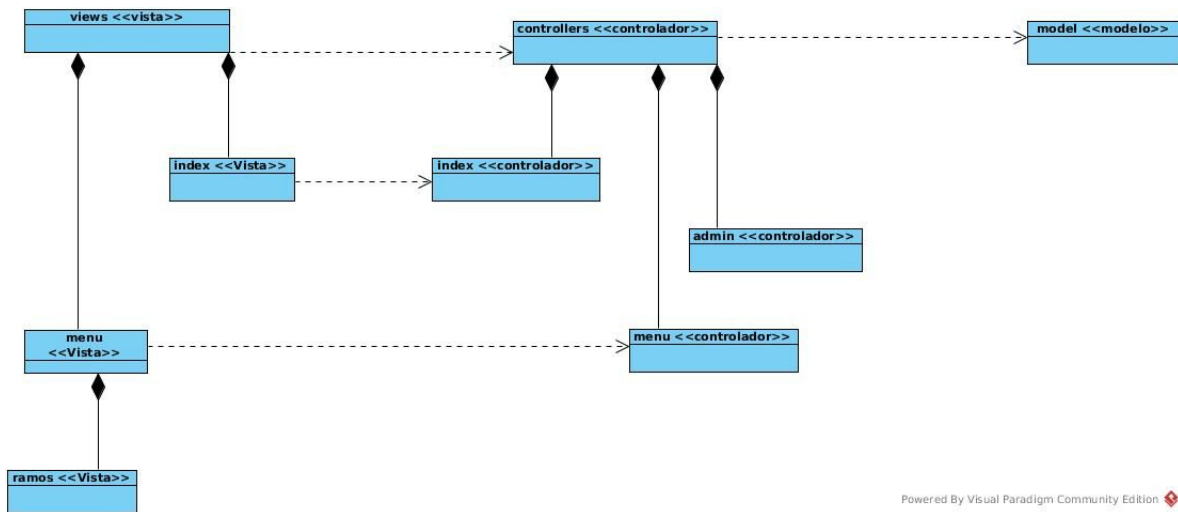 views <<vista>>
controllers <<controlador>>
model <<modelo>>
index <<Vista>>
index <<controlador>>
admin <<controlador>>
menu
<<Vista>>
menu <<controlador>>
ramos <<Vista>>
Powered By Visual Paradigm Community Edition